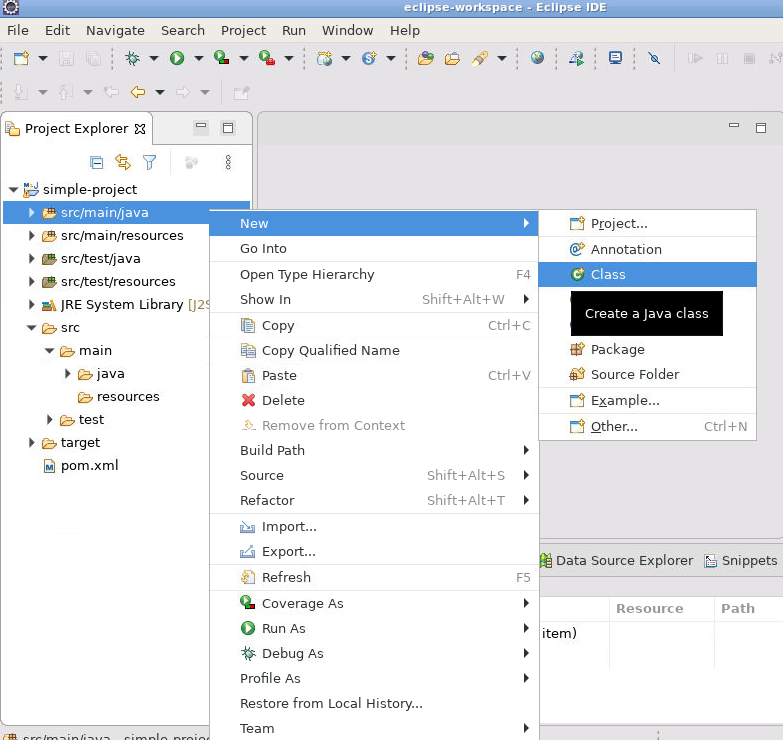 eclipse-workspace - Eclipse IDE
File Edit Navigate Search Project Run Window Help
Project Explorer
simple-project
src/main/java
src/main/resources
src/test/java
src/test/resources
JRE System Library [J2S
src
main
java
resources
test
target
pom.xml
New
Go Into
Open Type Hierarchy F4
Show In Shift+Alt+W
Copy Ctrl+C
Copy Qualified Name
Paste Ctrl+V
Delete
Remove from Context
Build Path
Source Shift+Alt+S
Refactor Shift+Alt+T
Import...
Export...
Refresh F5
Coverage As
Run As
Debug As
Profile As
Restore from Local History...
Team
Project...
Annotation
Class
Create a Java class
Package
Source Folder
Example...
Other... Ctrl+N
Data Source Explorer Snippets
Resource Path
item)
src/main/java - simple-projec